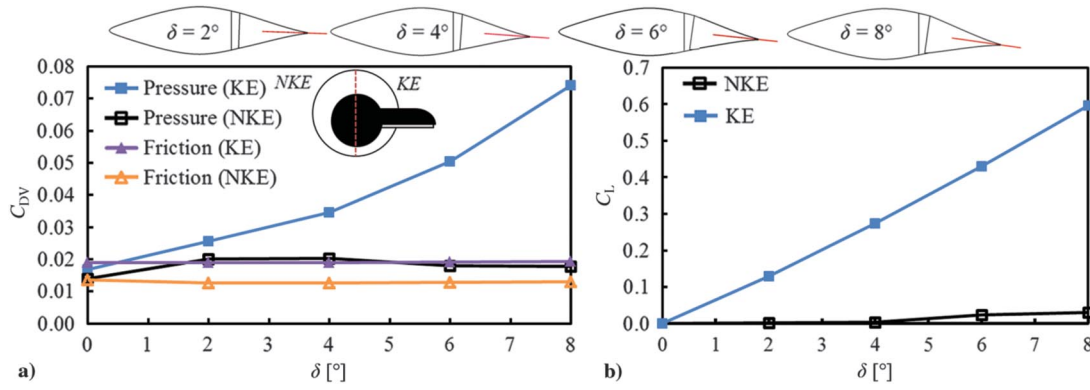 δ = 2° δ = 4° δ = 6° δ = 8°
0.08
0.07
0.06
0.05
0.04
0.03
0.02
0.01
0.00
C_DV
Pressure (KE)
Pressure (NKE)
Friction (KE)
Friction (NKE)
NKE KE
0 1 2 3 4 5 6 7 8
δ [°]
a)
0.7
0.6
0.5
0.4
0.3
0.2
0.1
0.0
C_L
NKE
KE
0 1 2 3 4 5 6 7 8
δ [°]
b)